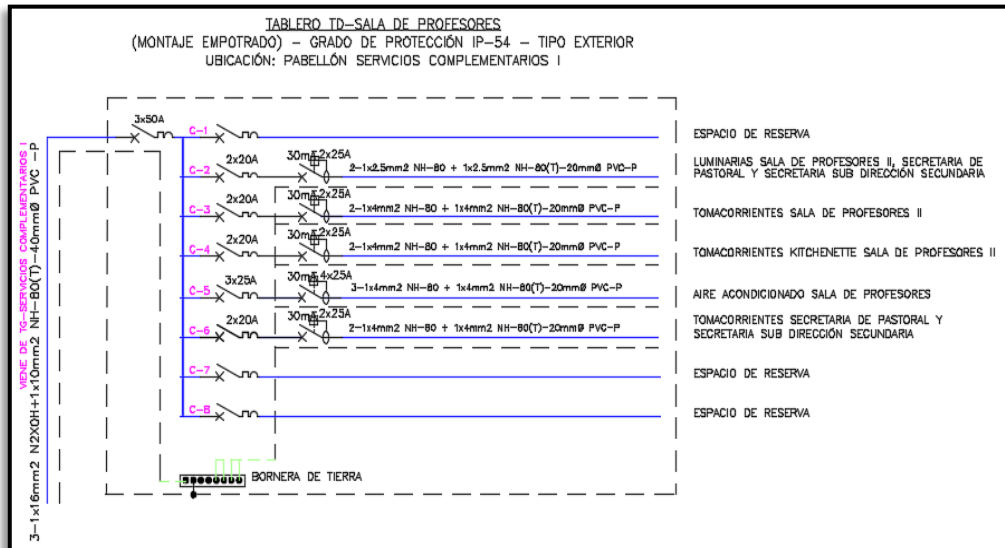 TABLERO TD-SALA DE PROFESORES
(MONTAJE EMPOTRADO) - GRADO DE PROTECCIÓN IP-54 - TIPO EXTERIOR
UBICACIÓN: PABELLÓN SERVICIOS COMPLEMENTARIOS I
VIENE DE TG-SERVICIOS COMPLEMENTARIOS I
3-1x16mm2 N2XOH+1x10mm2 NH-80(T)-40mmØ PVC -P
3x50A
C-1
ESPACIO DE RESERVA
C-2
2x20A
30mA 2x25A
2-1x2.5mm2 NH-80 + 1x2.5mm2 NH-80(T)-20mmØ PVC-P
LUMINARIAS SALA DE PROFESORES II, SECRETARIA DE
PASTORAL Y SECRETARIA SUB DIRECCIÓN SECUNDARIA
C-3
2x20A
30mA 2x25A
2-1x4mm2 NH-80 + 1x4mm2 NH-80(T)-20mmØ PVC-P
TOMACORRIENTES SALA DE PROFESORES II
C-4
2x20A
30mA 2x25A
2-1x4mm2 NH-80 + 1x4mm2 NH-80(T)-20mmØ PVC-P
TOMACORRIENTES KITCHENETTE SALA DE PROFESORES II
C-5
3x25A
30mA 4x25A
3-1x4mm2 NH-80 + 1x4mm2 NH-80(T)-20mmØ PVC-P
AIRE ACONDICIONADO SALA DE PROFESORES
C-6
2x20A
30mA 2x25A
2-1x4mm2 NH-80 + 1x4mm2 NH-80(T)-20mmØ PVC-P
TOMACORRIENTES SECRETARIA DE PASTORAL Y
SECRETARIA SUB DIRECCIÓN SECUNDARIA
C-7
ESPACIO DE RESERVA
C-8
ESPACIO DE RESERVA
BORNERA DE TIERRA